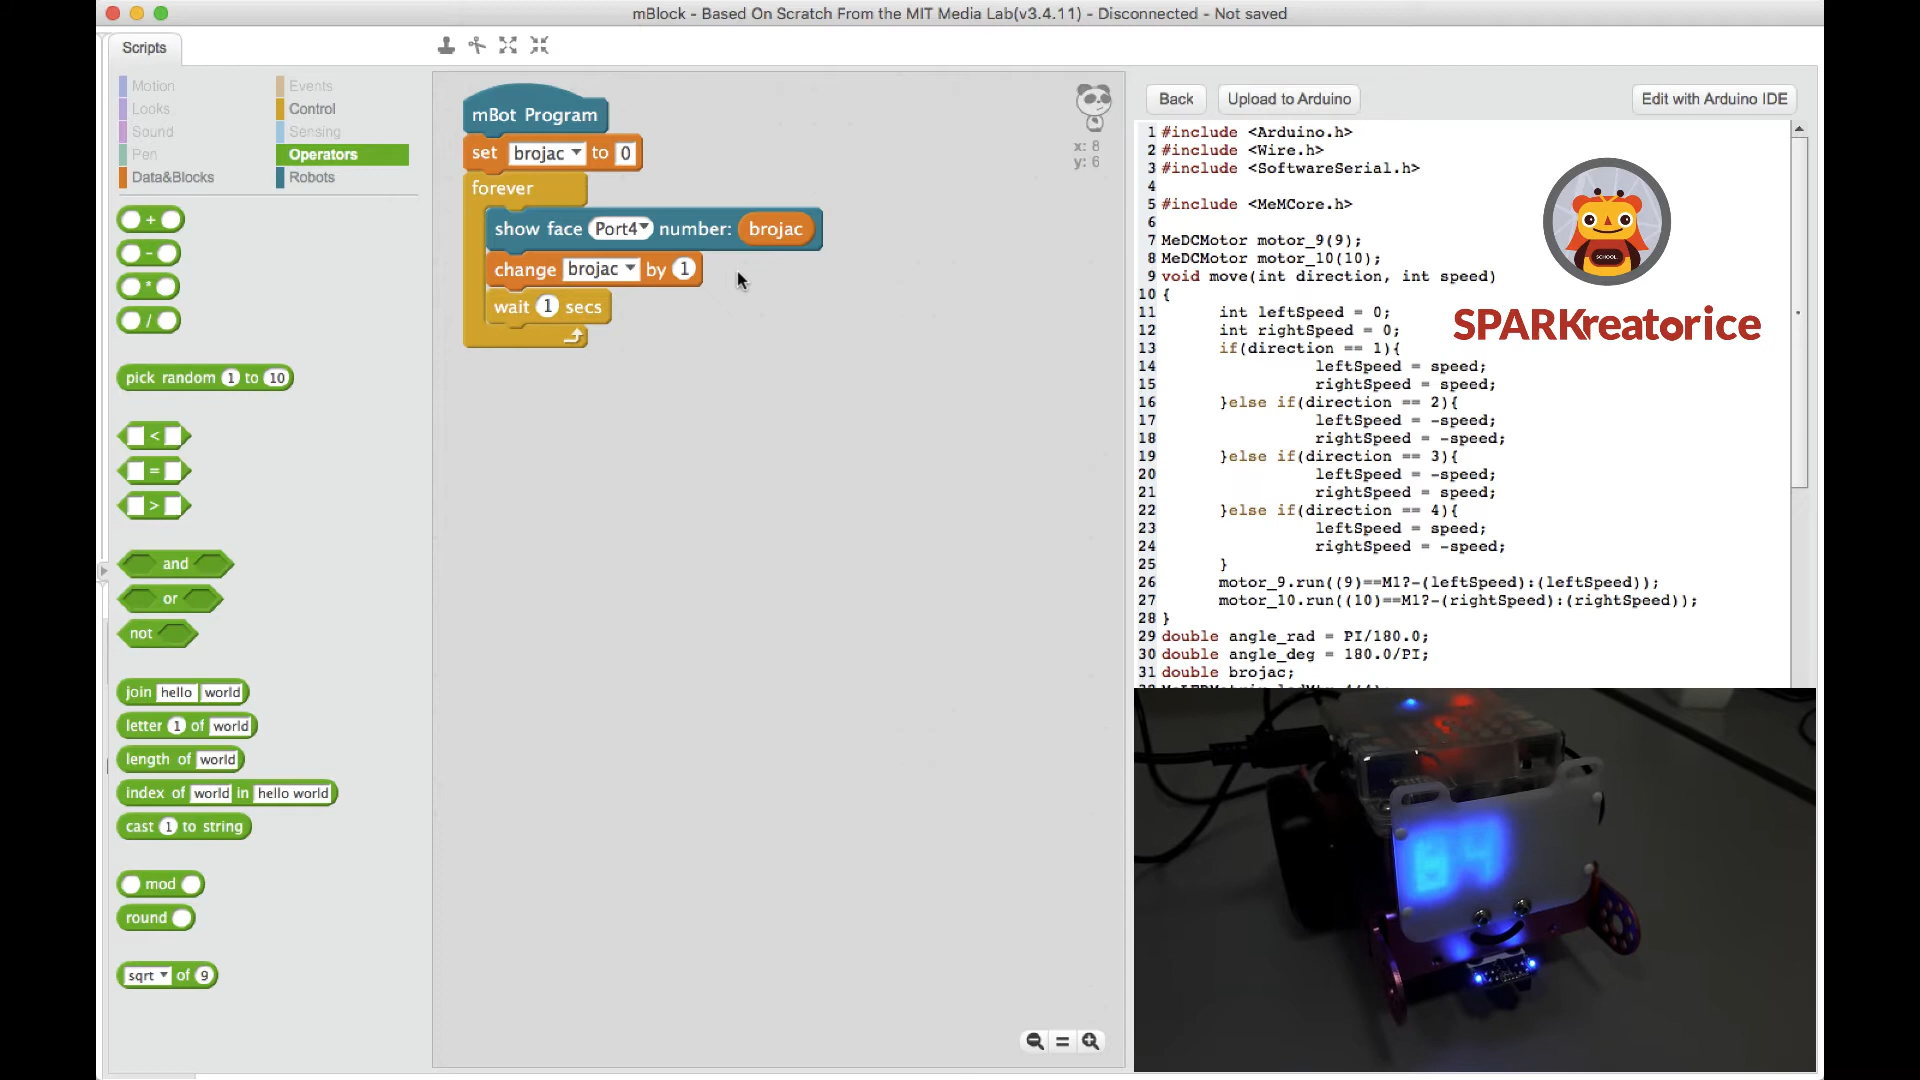 mBlock - Based On Scratch From the MIT Media Lab(v3.4.11) - Disconnected - Not saved
Scripts
Motion
Events
Looks
Control
Sound
Sensing
Pen
Operators
Data&Blocks
Robots
+
-
*
/
pick random 1 to 10
<
=
>
and
or
not
join hello world
letter 1 of world
length of world
index of world in hello world
cast 1 to string
mod
round
sqrt of 9
mBot Program
set brojac to 0
forever
show face Port4 number: brojac
change brojac by 1
wait 1 secs
x: 8
y: 6
Back
Upload to Arduino
Edit with Arduino IDE
1 #include <Arduino.h>
2 #include <Wire.h>
3 #include <SoftwareSerial.h>
4
5 #include <MeMCore.h>
6
7 MeDCMotor motor_9(9);
8 MeDCMotor motor_10(10);
9 void move(int direction, int speed)
10 {
11 int leftSpeed = 0;
12 int rightSpeed = 0;
13 if(direction == 1){
14 leftSpeed = speed;
15 rightSpeed = speed;
16 }else if(direction == 2){
17 leftSpeed = -speed;
18 rightSpeed = -speed;
19 }else if(direction == 3){
20 leftSpeed = -speed;
21 rightSpeed = speed;
22 }else if(direction == 4){
23 leftSpeed = speed;
24 rightSpeed = -speed;
25 }
26 motor_9.run((9)==M1?-(leftSpeed):(leftSpeed));
27 motor_10.run((10)==M1?-(rightSpeed):(rightSpeed));
28 }
29 double angle_rad = PI/180.0;
30 double angle_deg = 180.0/PI;
31 double brojac;
SCHOOL
SPARKreatorice
84